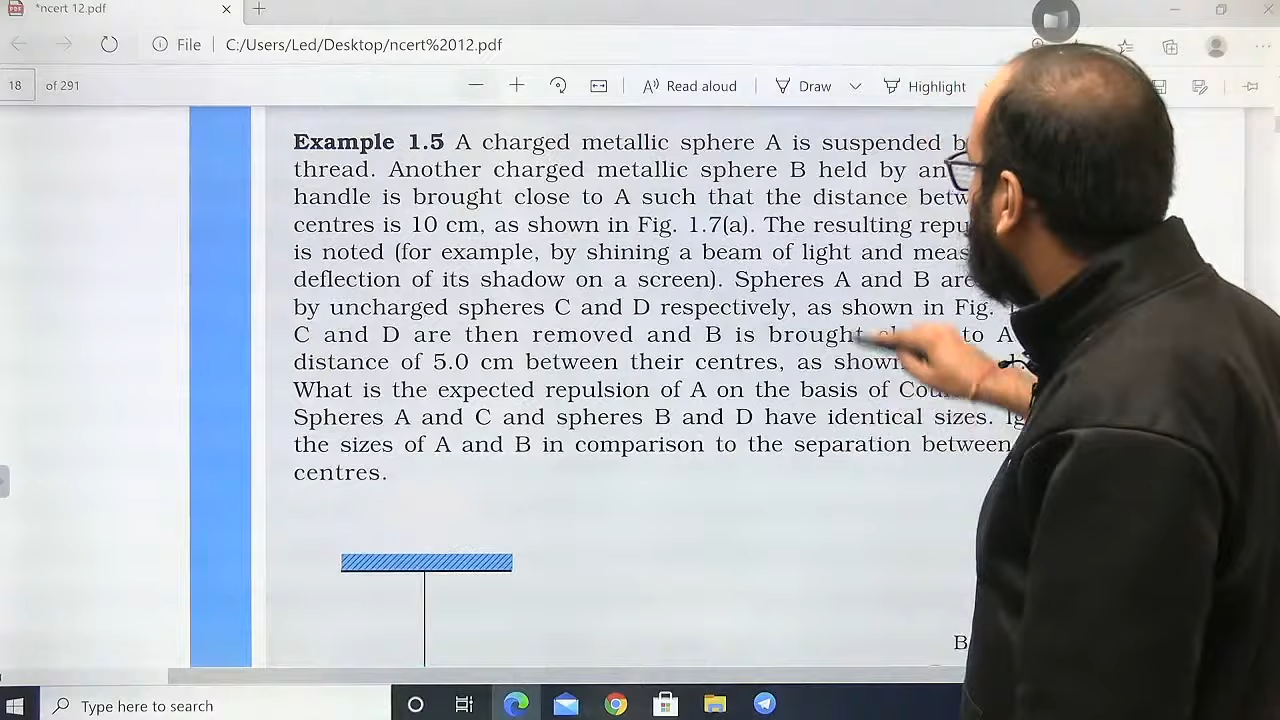 *ncert 12.pdf
File
C:/Users/Led/Desktop/ncert%2012.pdf
18 of 291
Read aloud
Draw
Highlight
Example 1.5 A charged metallic sphere A is suspended
thread. Another charged metallic sphere B held by an
handle is brought close to A such that the distance
centres is 10 cm, as shown in Fig. 1.7(a). The resulting
is noted (for example, by shining a beam of light and
deflection of its shadow on a screen). Spheres A and B are
by uncharged spheres C and D respectively, as shown in Fig.
C and D are then removed and B is brought to A
distance of 5.0 cm between their centres, as shown
What is the expected repulsion of A on the basis of
Spheres A and C and spheres B and D have identical sizes.
the sizes of A and B in comparison to the separation between
centres.
B
Type here to search